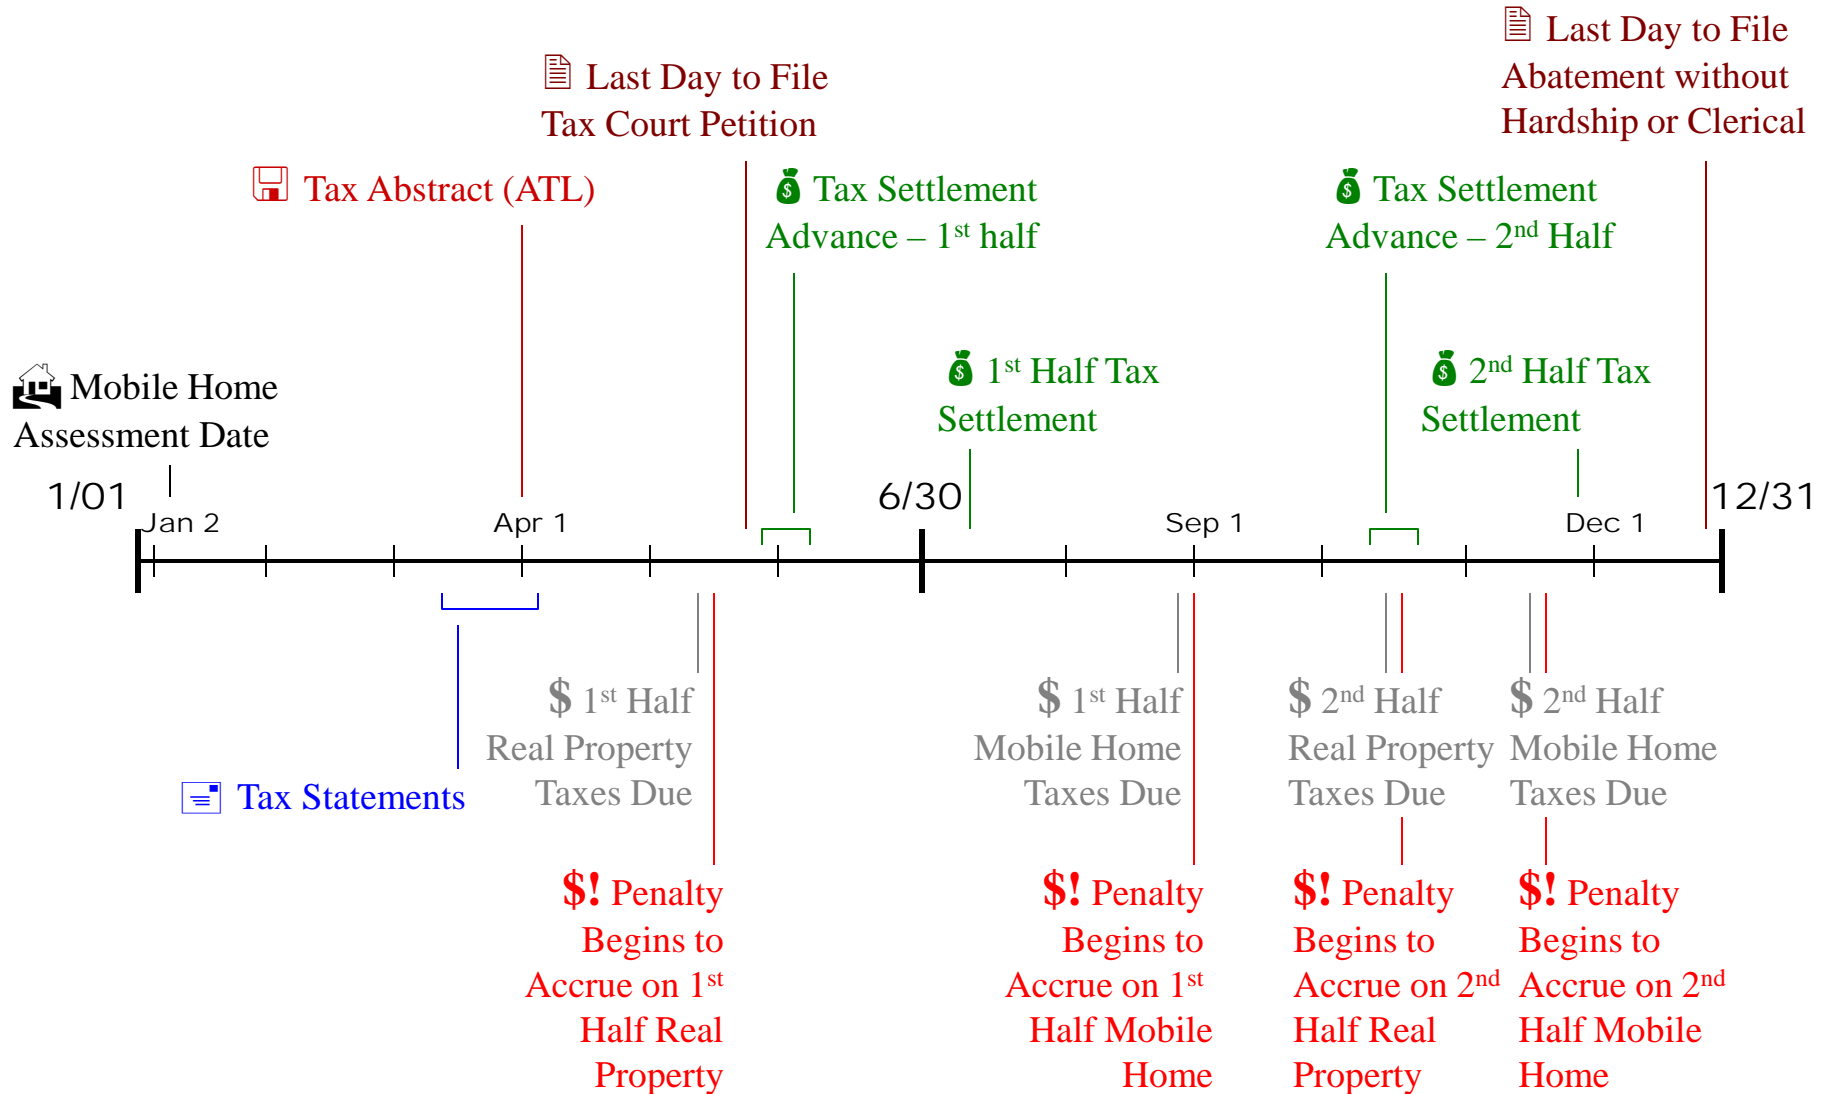 Last Day to File
Abatement without
Hardship or Clerical
Last Day to File
Tax Court Petition
Tax Abstract (ATL)
$ Tax Settlement
Advance – 1st half
$ Tax Settlement
Advance – 2nd Half
Mobile Home
Assessment Date
$ 1st Half Tax
Settlement
$ 2nd Half Tax
Settlement
1/01
6/30
12/31
Jan 2
Apr 1
Sep 1
Dec 1
$ 1st Half
Real Property
Taxes Due
$ 1st Half
Mobile Home
Taxes Due
$ 2nd Half
Real Property
Taxes Due
$ 2nd Half
Mobile Home
Taxes Due
Tax Statements
$! Penalty
Begins to
Accrue on 1st
Half Real
Property
$! Penalty
Begins to
Accrue on 1st
Half Mobile
Home
$! Penalty
Begins to
Accrue on 2nd
Half Real
Property
$! Penalty
Begins to
Accrue on 2nd
Half Mobile
Home